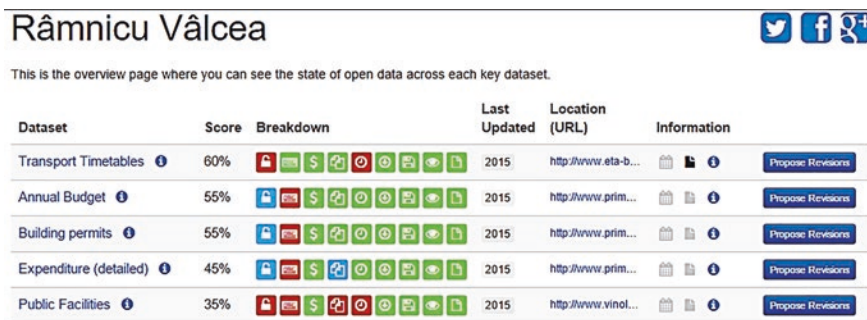 Râmnicu Vâlcea
This is the overview page where you can see the state of open data across each key dataset.
Dataset Score Breakdown Last Updated Location (URL) Information
Transport Timetables 60% 2015 http://www.eta-b... Propose Revisions
Annual Budget 55% 2015 http://www.prim... Propose Revisions
Building permits 55% 2015 http://www.prim... Propose Revisions
Expenditure (detailed) 45% 2015 http://www.prim... Propose Revisions
Public Facilities 35% 2015 http://www.vinol... Propose Revisions